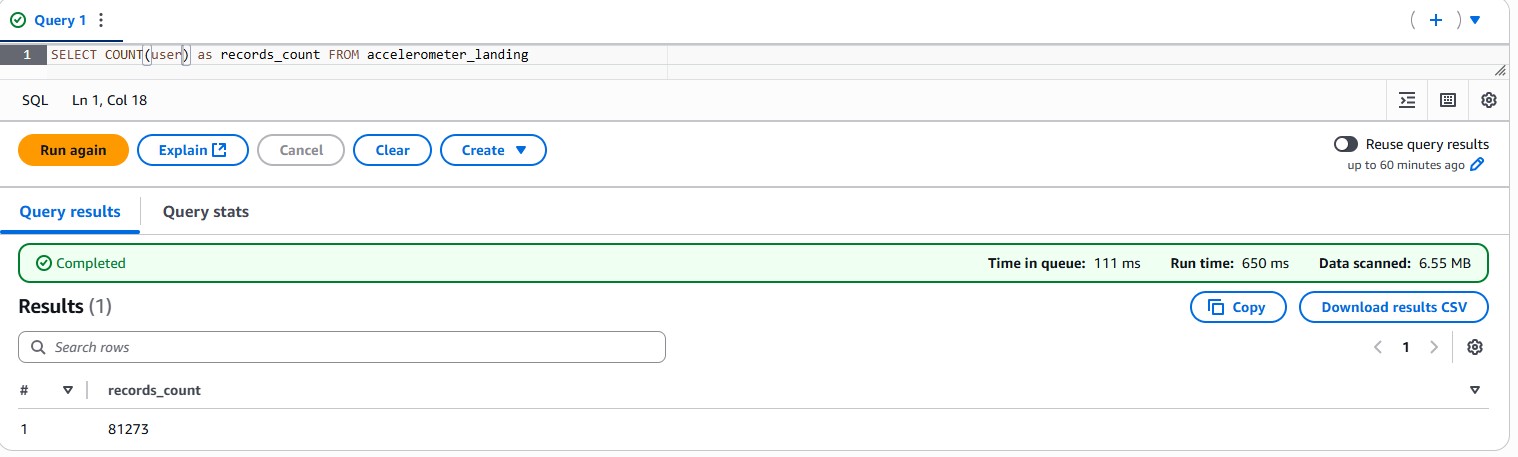 Query 1
1 SELECT COUNT(user) as records_count FROM accelerometer_landing
SQL Ln 1, Col 18
Run again Explain Cancel Clear Create Reuse query results
up to 60 minutes ago
Query results Query stats
Completed Time in queue: 111 ms Run time: 650 ms Data scanned: 6.55 MB
Results (1) Copy Download results CSV
Search rows 1
# records_count
1 81273